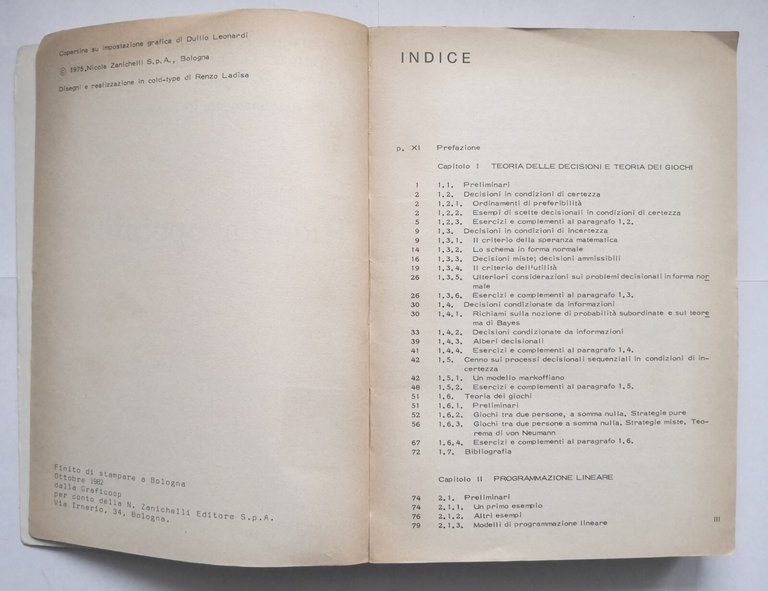 Copertina su impostazione grafica di Duilio Leonardi
© 1975, Nicola Zanichelli S.p.A., Bologna
Disegni e realizzazione in cold-type di Renzo Ladisa
Finito di stampare a Bologna
Ottobre 1982
dalla Graficoop
per conto della N. Zanichelli Editore S.p.A.
Via Irnerio, 34, Bologna.
INDICE
p. XI Prefazione
Capitolo I TEORIA DELLE DECISIONI E TEORIA DEI GIOCHI
1 1.1. Preliminari
2 1.2. Decisioni in condizioni di certezza
2 1.2.1. Ordinamenti di preferibilità
2 1.2.2. Esempi di scelte decisionali in condizioni di certezza
5 1.2.3. Esercizi e complementi al paragrafo 1.2.
9 1.3. Decisioni in condizioni di incertezza
9 1.3.1. Il criterio della speranza matematica
14 1.3.2. Lo schema in forma normale
16 1.3.3. Decisioni miste; decisioni ammissibili
19 1.3.4. Il criterio dell'utilità
26 1.3.5. Ulteriori considerazioni sui problemi decisionali in forma nor
male
26 1.3.6. Esercizi e complementi al paragrafo 1.3.
30 1.4. Decisioni condizionate da informazioni
30 1.4.1. Richiami sulla nozione di probabilità subordinate e sul teore
ma di Bayes
33 1.4.2. Decisioni condizionate da informazioni
39 1.4.3. Alberi decisionali
41 1.4.4. Esercizi e complementi al paragrafo 1.4.
42 1.5. Cenno sui processi decisionali sequenziali in condizioni di in-
certezza
42 1.5.1. Un modello markoffiano
48 1.5.2. Esercizi e complementi al paragrafo 1.5.
51 1.6. Teoria dei giochi
51 1.6.1. Preliminari
52 1.6.2. Giochi tra due persone, a somma nulla. Strategie pure
56 1.6.3. Giochi tra due persone a somma nulla. Strategie miste. Teo-
rema di von Neumann
67 1.6.4. Esercizi e complementi al paragrafo 1.6.
72 1.7. Bibliografia
Capitolo II PROGRAMMAZIONE LINEARE
74 2.1. Preliminari
74 2.1.1. Un primo esempio
76 2.1.2. Altri esempi
79 2.1.3. Modelli di programmazione lineare
III